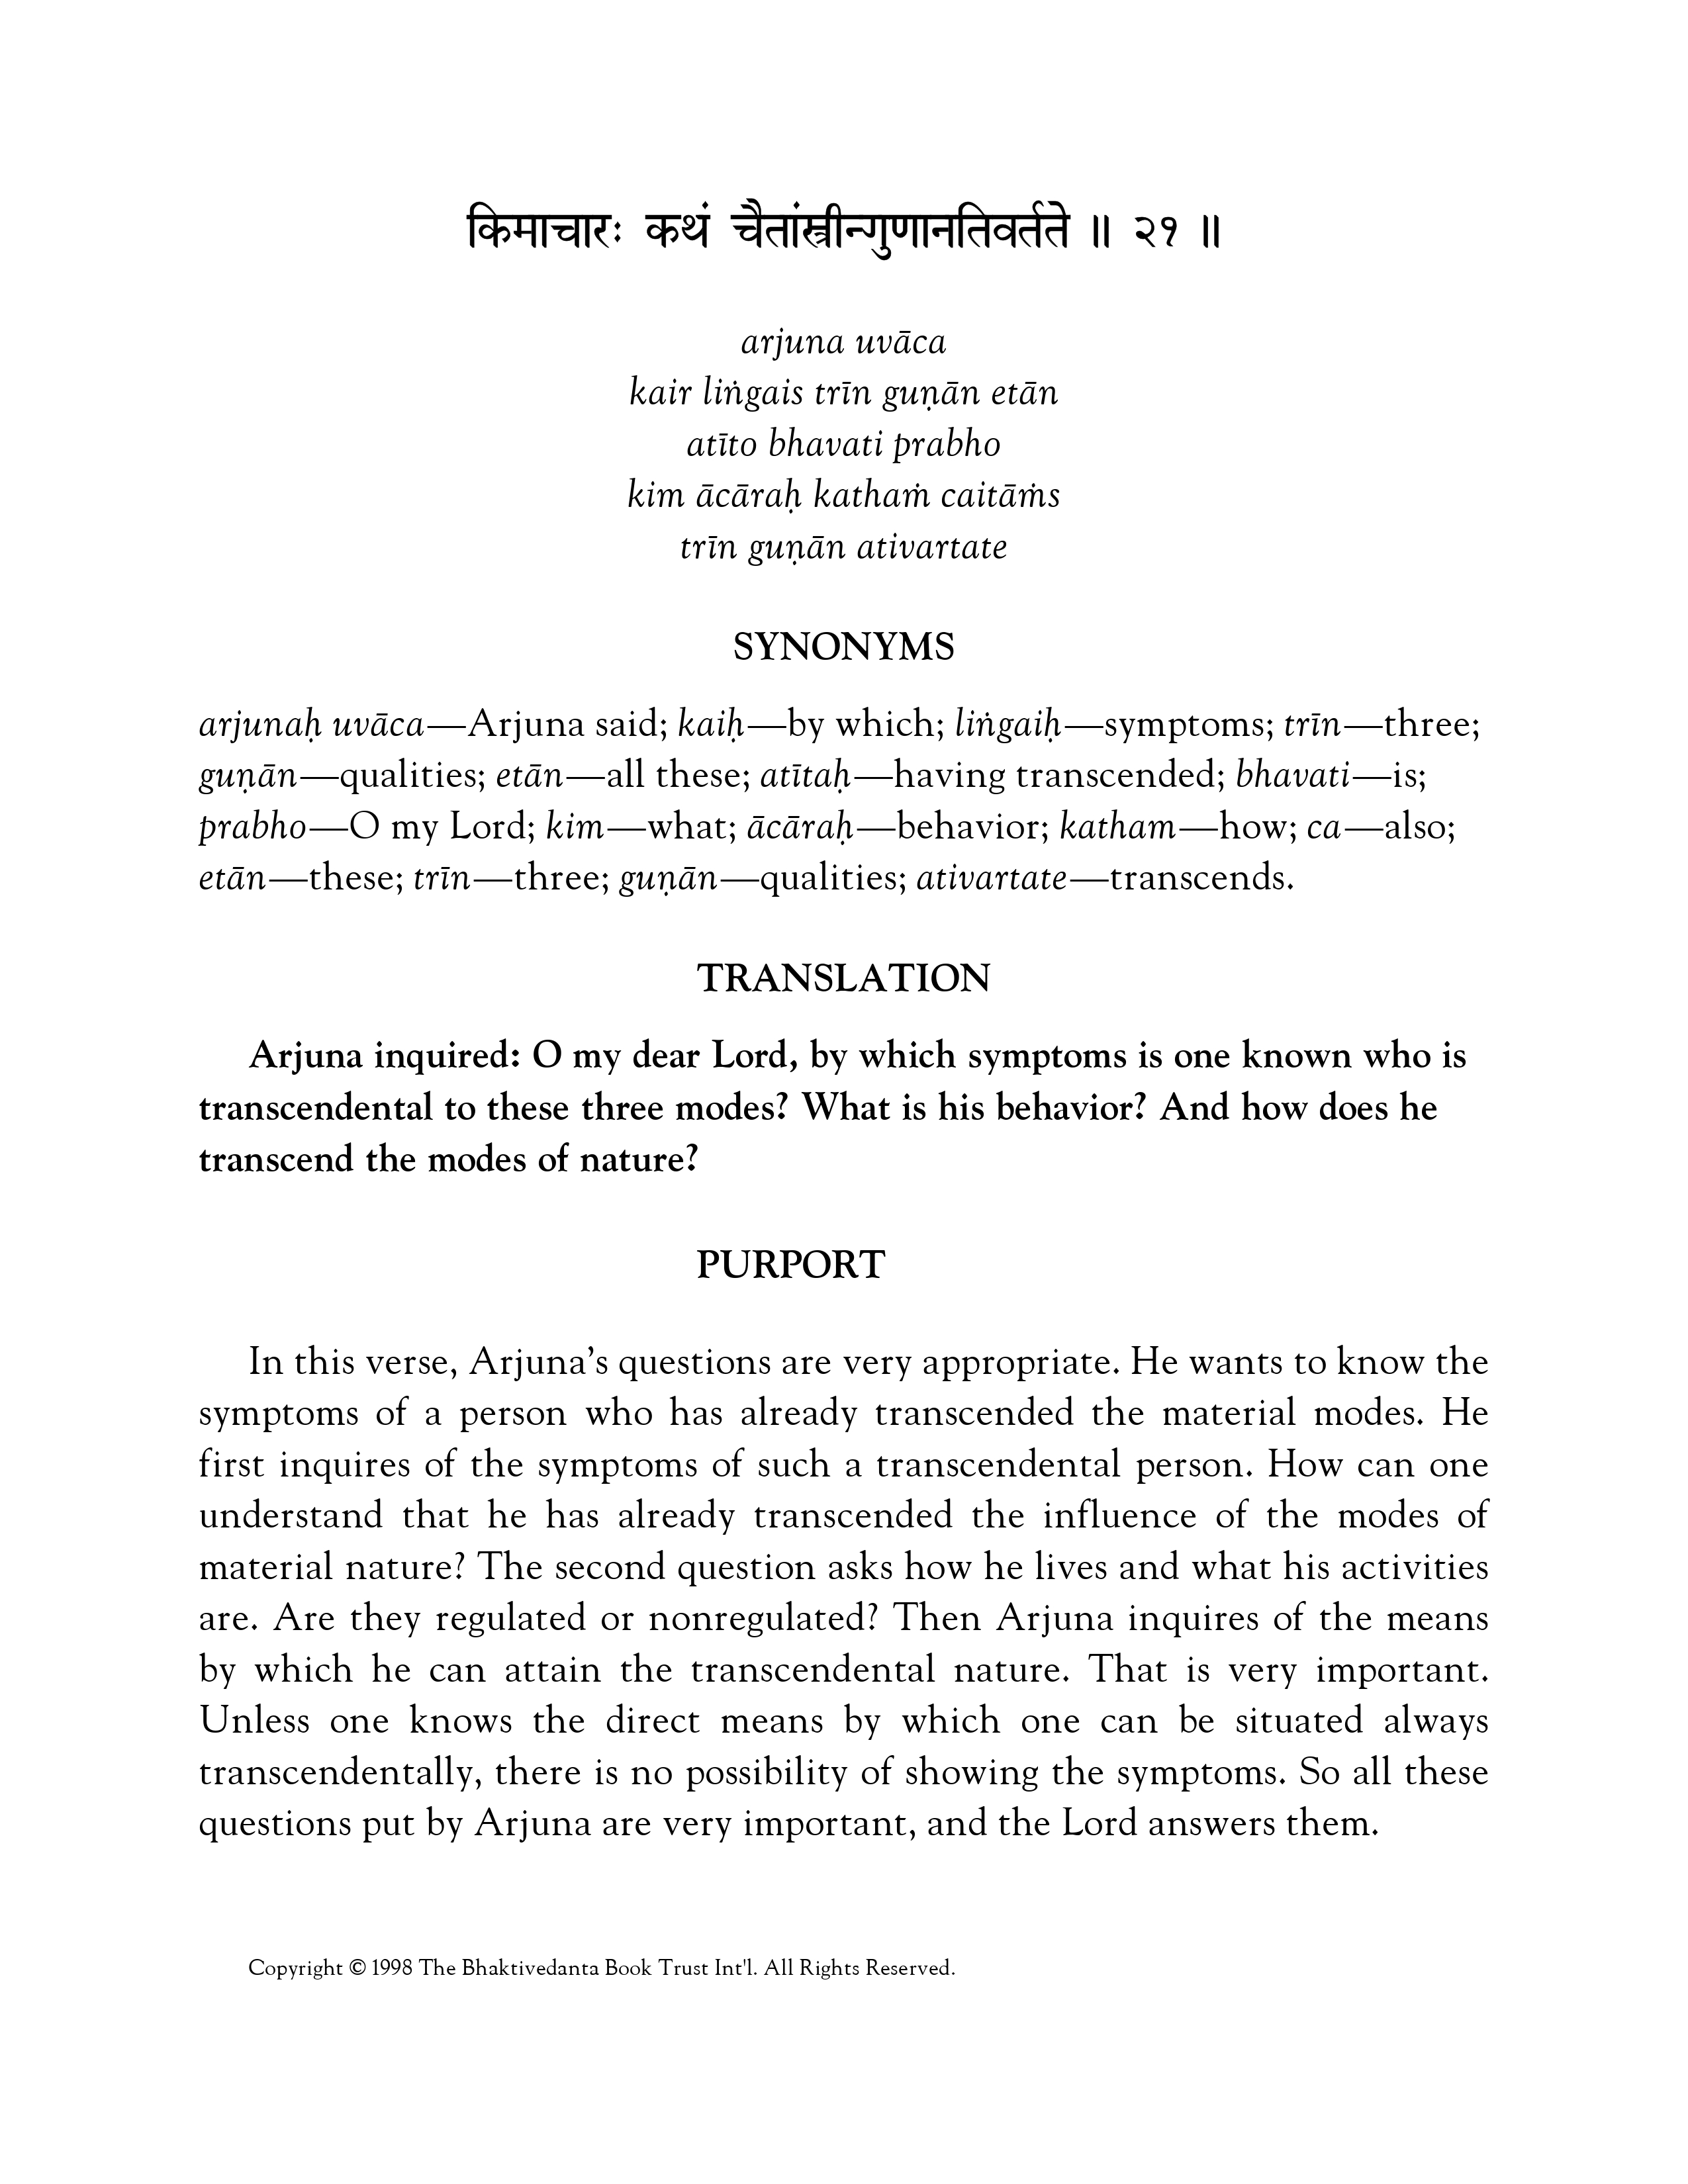 किमाचारः कथं चैतांस्त्रीन्गुणानतिवर्तते ॥ २१ ॥
arjuna uvāca
kair liṅgais trīn guṇān etān
atīto bhavati prabho
kim ācāraḥ kathaṁ caitāṁs
trīn guṇān ativartate
SYNONYMS
arjunaḥ uvāca—Arjuna said; kaiḥ—by which; liṅgaiḥ—symptoms; trīn—three;
guṇān—qualities; etān—all these; atītaḥ—having transcended; bhavati—is;
prabho—O my Lord; kim—what; ācāraḥ—behavior; katham—how; ca—also;
etān—these; trīn—three; guṇān—qualities; ativartate—transcends.
TRANSLATION
Arjuna inquired: O my dear Lord, by which symptoms is one known who is
transcendental to these three modes? What is his behavior? And how does he
transcend the modes of nature?
PURPORT
In this verse, Arjuna’s questions are very appropriate. He wants to know the
symptoms of a person who has already transcended the material modes. He
first inquires of the symptoms of such a transcendental person. How can one
understand that he has already transcended the influence of the modes of
material nature? The second question asks how he lives and what his activities
are. Are they regulated or nonregulated? Then Arjuna inquires of the means
by which he can attain the transcendental nature. That is very important.
Unless one knows the direct means by which one can be situated always
transcendentally, there is no possibility of showing the symptoms. So all these
questions put by Arjuna are very important, and the Lord answers them.
Copyright © 1998 The Bhaktivedanta Book Trust Int'l. All Rights Reserved.